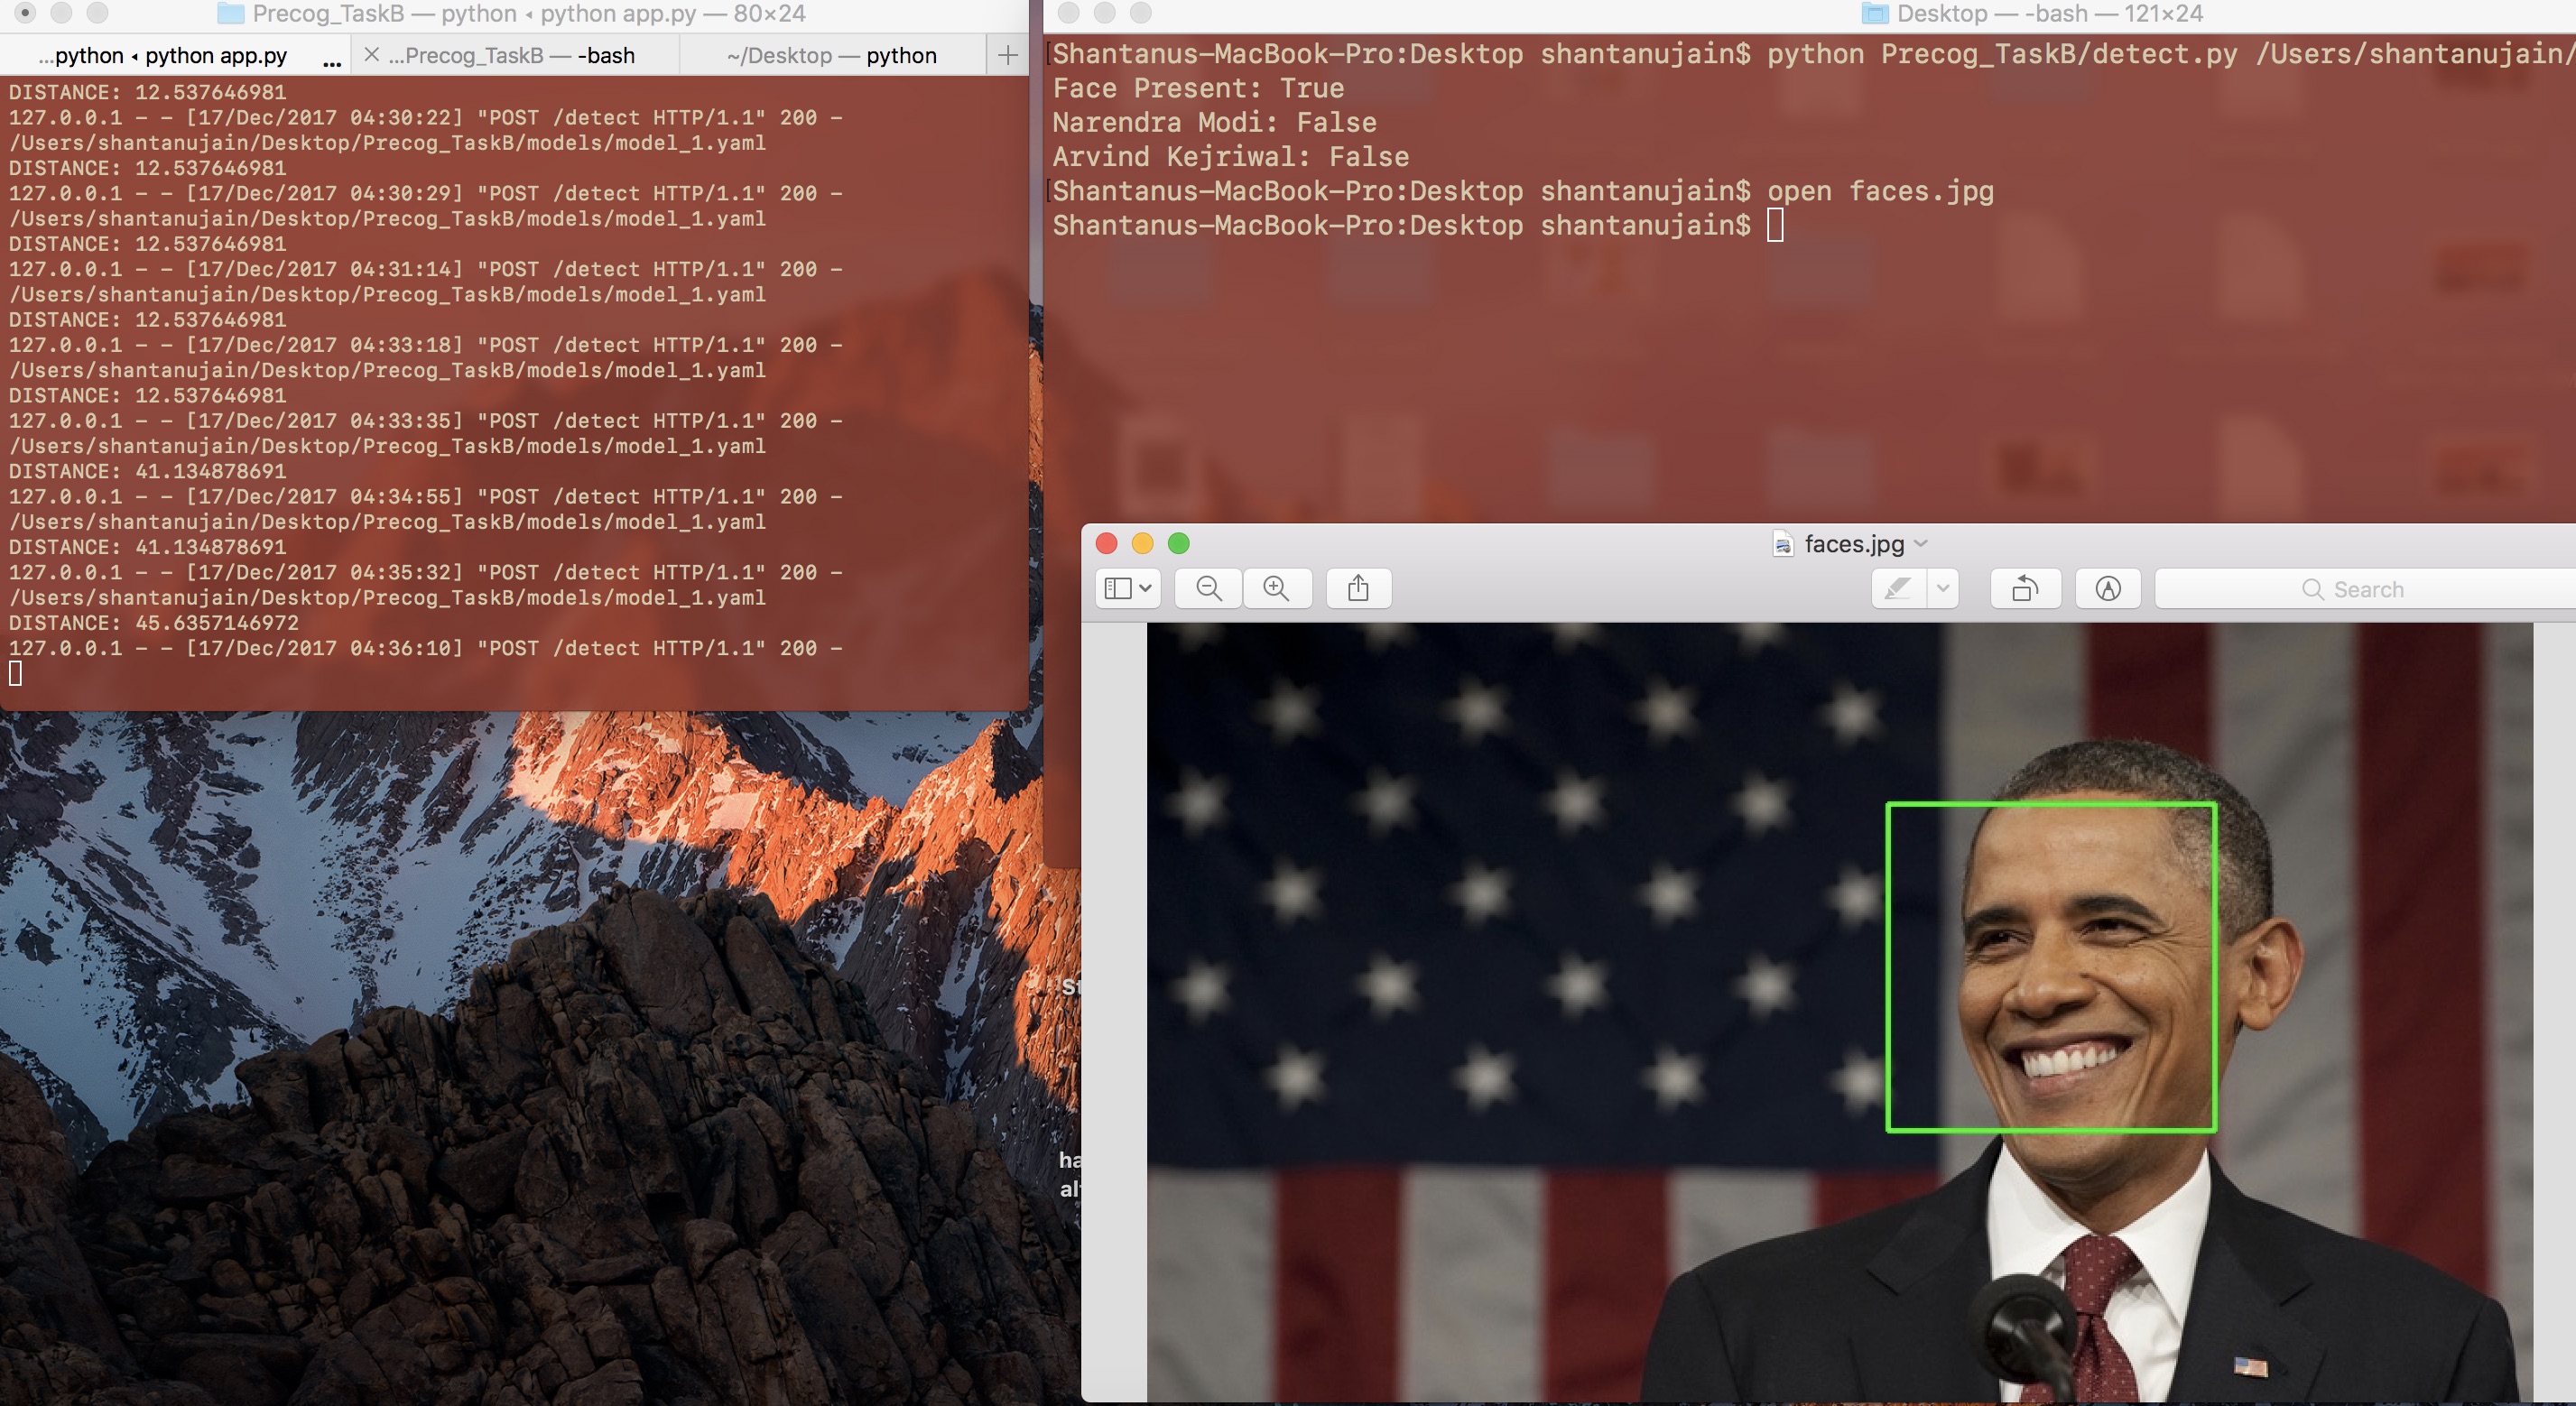 Precog_TaskB — python ◂ python app.py — 80×24
...python ◂ python app.py ...
...Precog_TaskB — -bash
~/Desktop — python
DISTANCE: 12.537646981
127.0.0.1 - - [17/Dec/2017 04:30:22] "POST /detect HTTP/1.1" 200 -
/Users/shantanujain/Desktop/Precog_TaskB/models/model_1.yaml
DISTANCE: 12.537646981
127.0.0.1 - - [17/Dec/2017 04:30:29] "POST /detect HTTP/1.1" 200 -
/Users/shantanujain/Desktop/Precog_TaskB/models/model_1.yaml
DISTANCE: 12.537646981
127.0.0.1 - - [17/Dec/2017 04:31:14] "POST /detect HTTP/1.1" 200 -
/Users/shantanujain/Desktop/Precog_TaskB/models/model_1.yaml
DISTANCE: 12.537646981
127.0.0.1 - - [17/Dec/2017 04:33:18] "POST /detect HTTP/1.1" 200 -
/Users/shantanujain/Desktop/Precog_TaskB/models/model_1.yaml
DISTANCE: 12.537646981
127.0.0.1 - - [17/Dec/2017 04:33:35] "POST /detect HTTP/1.1" 200 -
/Users/shantanujain/Desktop/Precog_TaskB/models/model_1.yaml
DISTANCE: 41.134878691
127.0.0.1 - - [17/Dec/2017 04:34:55] "POST /detect HTTP/1.1" 200 -
/Users/shantanujain/Desktop/Precog_TaskB/models/model_1.yaml
DISTANCE: 41.134878691
127.0.0.1 - - [17/Dec/2017 04:35:32] "POST /detect HTTP/1.1" 200 -
/Users/shantanujain/Desktop/Precog_TaskB/models/model_1.yaml
DISTANCE: 45.6357146972
127.0.0.1 - - [17/Dec/2017 04:36:10] "POST /detect HTTP/1.1" 200 -
Desktop — -bash — 121×24
Shantanus-MacBook-Pro:Desktop shantanujain$ python Precog_TaskB/detect.py /Users/shantanujain/
Face Present: True
Narendra Modi: False
Arvind Kejriwal: False
Shantanus-MacBook-Pro:Desktop shantanujain$ open faces.jpg
Shantanus-MacBook-Pro:Desktop shantanujain$
faces.jpg
Search